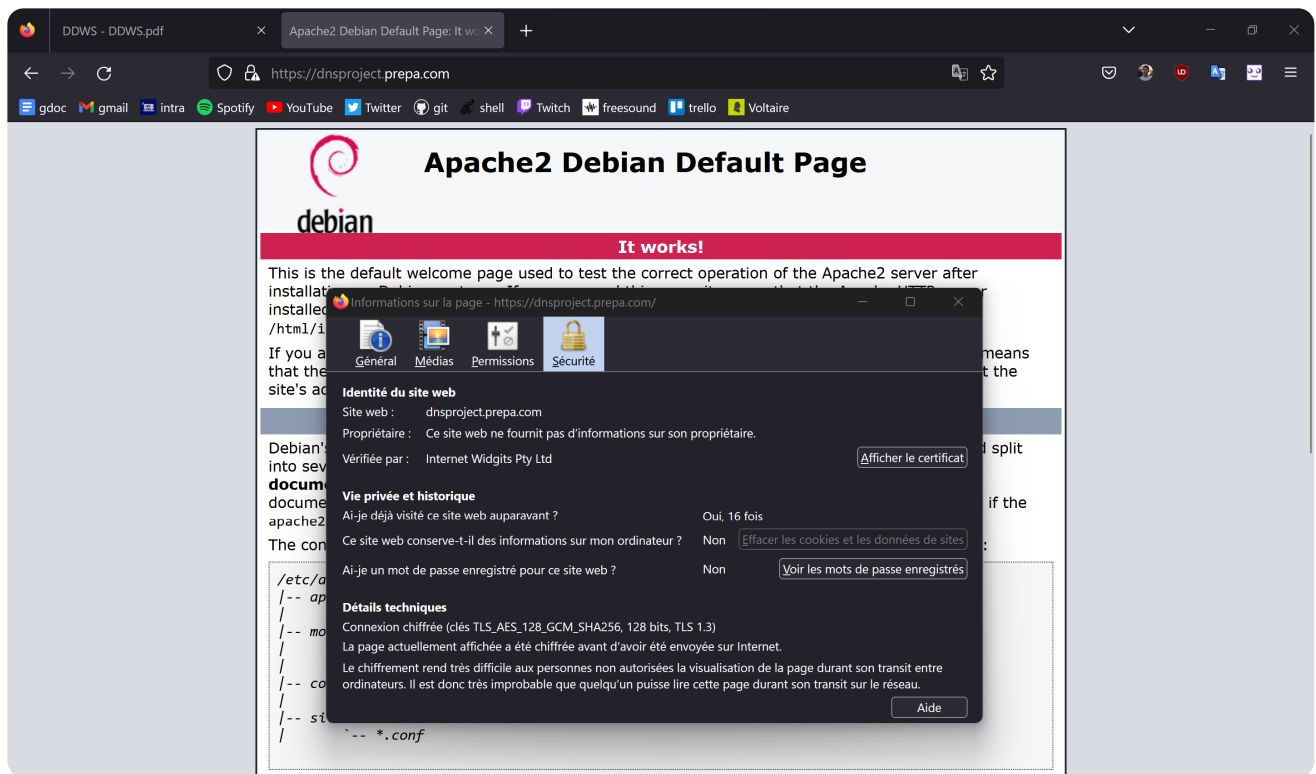 DDWS - DDWS.pdf
Apache2 Debian Default Page: It wo
https://dnsproject.prepa.com
gdoc gmail intra Spotify YouTube Twitter git shell Twitch freesound trello Voltaire
Apache2 Debian Default Page
debian
It works!
This is the default welcome page used to test the correct operation of the Apache2 server after
installat
installed
/html/i
If you a means
that the t the
site's ad
Debian's split
into sev
docume
docume if the
apache2
The con :
Informations sur la page - https://dnsproject.prepa.com/
Général Médias Permissions Sécurité
Identité du site web
Site web : dnsproject.prepa.com
Propriétaire : Ce site web ne fournit pas d'informations sur son propriétaire.
Vérifiée par : Internet Widgits Pty Ltd Afficher le certificat
Vie privée et historique
Ai-je déjà visité ce site web auparavant ? Oui, 16 fois
Ce site web conserve-t-il des informations sur mon ordinateur ? Non Effacer les cookies et les données de sites
Ai-je un mot de passe enregistré pour ce site web ? Non Voir les mots de passe enregistrés
Détails techniques
Connexion chiffrée (clés TLS_AES_128_GCM_SHA256, 128 bits, TLS 1.3)
La page actuellement affichée a été chiffrée avant d'avoir été envoyée sur Internet.
Le chiffrement rend très difficile aux personnes non autorisées la visualisation de la page durant son transit entre
ordinateurs. Il est donc très improbable que quelqu'un puisse lire cette page durant son transit sur le réseau.
Aide
/etc/a
|-- ap
|
|-- mo
|
|
|-- co
|
|-- si
| `-- *.conf